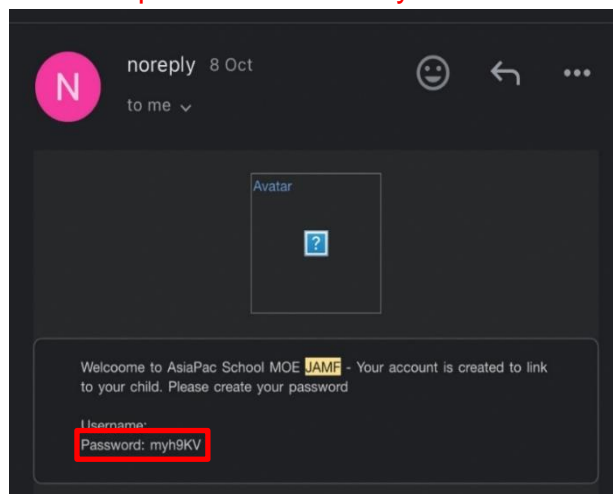 N
noreply 8 Oct
to me
Avatar
?
Welcoome to AsiaPac School MOE JAMF - Your account is created to link
to your child. Please create your password
Username:
Password: myh9KV